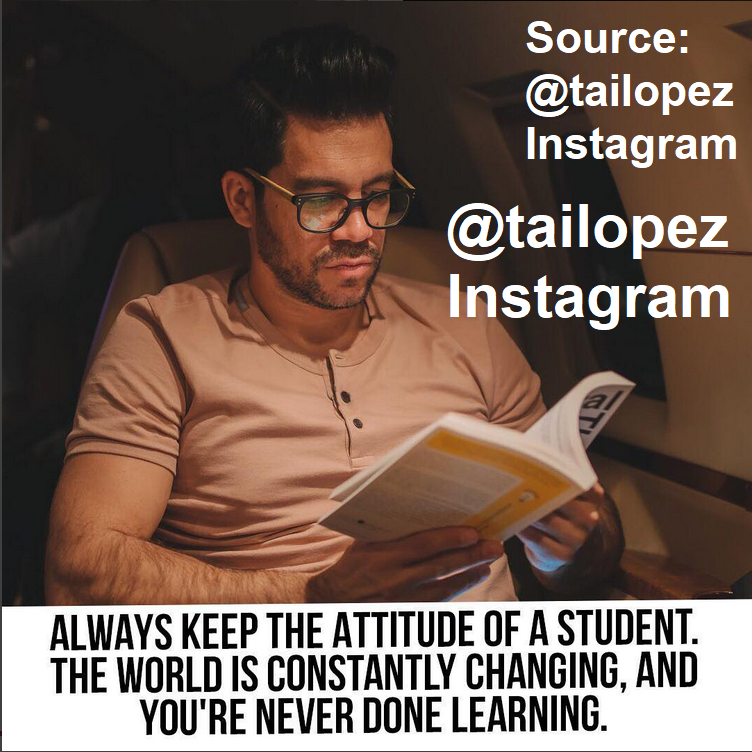 Source:
@tailopez
Instagram
@tailopez
Instagram
al
ALWAYS KEEP THE ATTITUDE OF A STUDENT.
THE WORLD IS CONSTANTLY CHANGING, AND
YOU'RE NEVER DONE LEARNING.